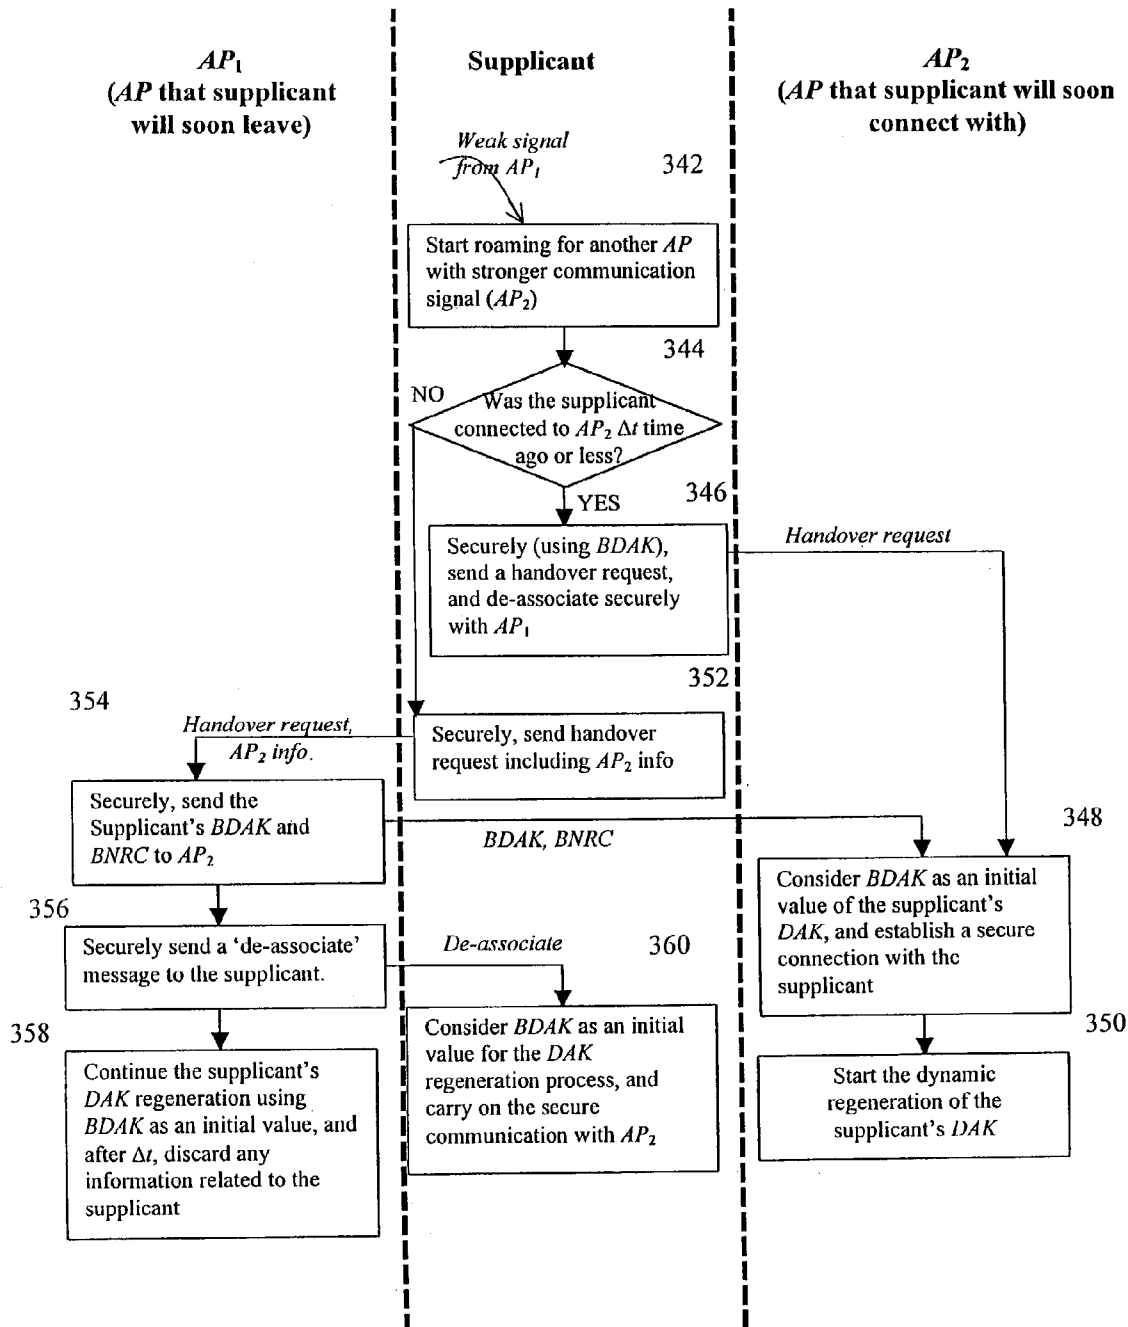 AP1
(AP that supplicant
will soon leave)
Supplicant
AP2
(AP that supplicant will soon
connect with)
Weak signal
from AP1
342
Start roaming for another AP
with stronger communication
signal (AP2)
344
NO
Was the supplicant
connected to AP2 Δt time
ago or less?
346
YES
Securely (using BDAK),
send a handover request,
and de-associate securely
with AP1
Handover request
352
354
Handover request,
AP2 info.
Securely, send handover
request including AP2 info
Securely, send the
Supplicant's BDAK and
BNRC to AP2
BDAK, BNRC
348
Consider BDAK as an initial
value of the supplicant's
DAK, and establish a secure
connection with the
supplicant
356
Securely send a 'de-associate'
message to the supplicant.
De-associate
360
358
Continue the supplicant's
DAK regeneration using
BDAK as an initial value, and
after Δt, discard any
information related to the
supplicant
Consider BDAK as an initial
value for the DAK
regeneration process, and
carry on the secure
communication with AP2
350
Start the dynamic
regeneration of the
supplicant's DAK